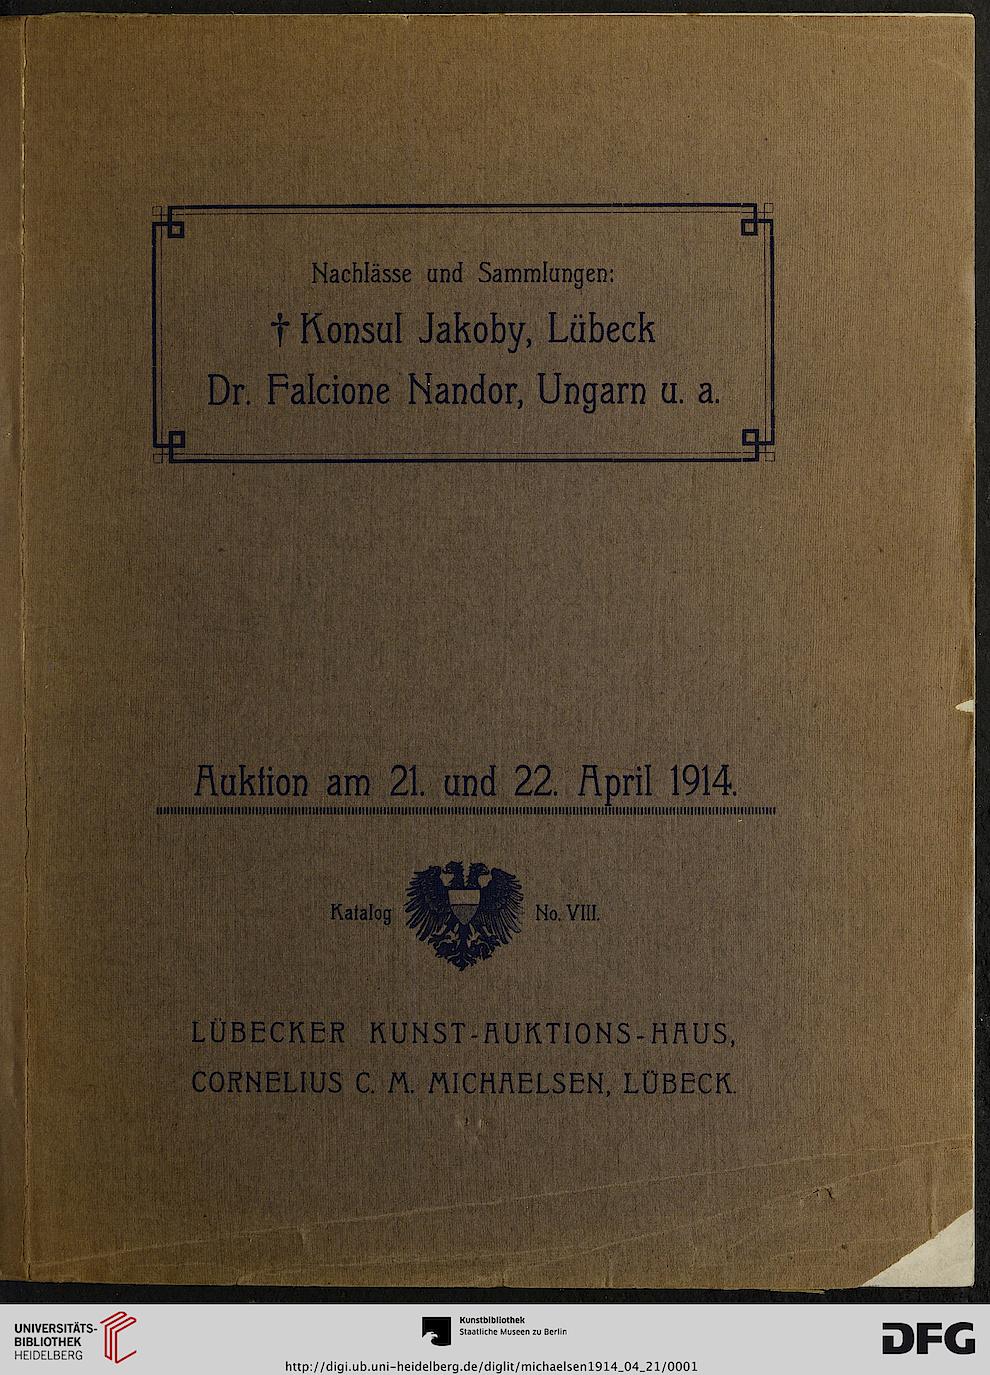 Nachlässe und Sammlungen:
† Konsul Jakoby, Lübeck
Dr. Falcione Nandor, Ungarn u. a.
Auktion am 21. und 22. April 1914.
Katalog No. VIII.
LÜBECKER KUNST-AUKTIONS-HAUS,
CORNELIUS C. M. MICHAELSEN, LÜBECK.
UNIVERSITÄTS-
BIBLIOTHEK
HEIDELBERG
Kunstbibliothek
Staatliche Museen zu Berlin
DFG
http://digi.ub.uni-heidelberg.de/diglit/michaelsen1914_04_21/0001